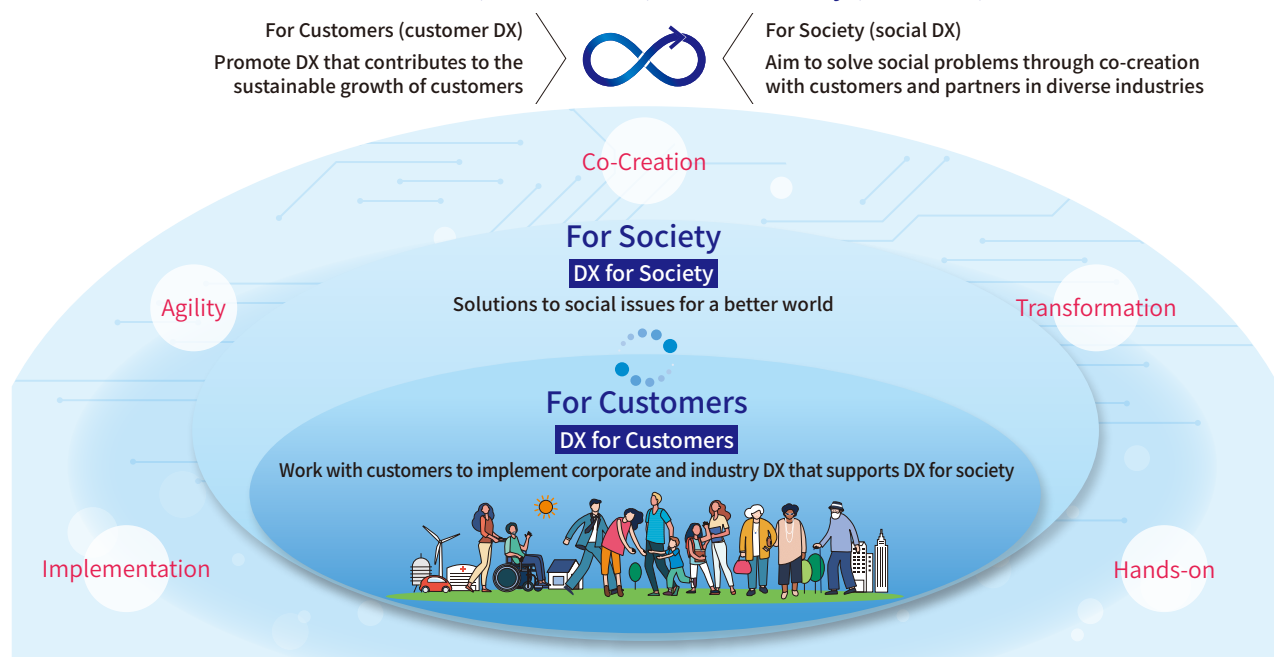 For Customers (customer DX)
Promote DX that contributes to the
sustainable growth of customers
For Society (social DX)
Aim to solve social problems through co-creation
with customers and partners in diverse industries
Co-Creation
For Society
DX for Society
Solutions to social issues for a better world
Agility
Transformation
For Customers
DX for Customers
Work with customers to implement corporate and industry DX that supports DX for society
Implementation
Hands-on